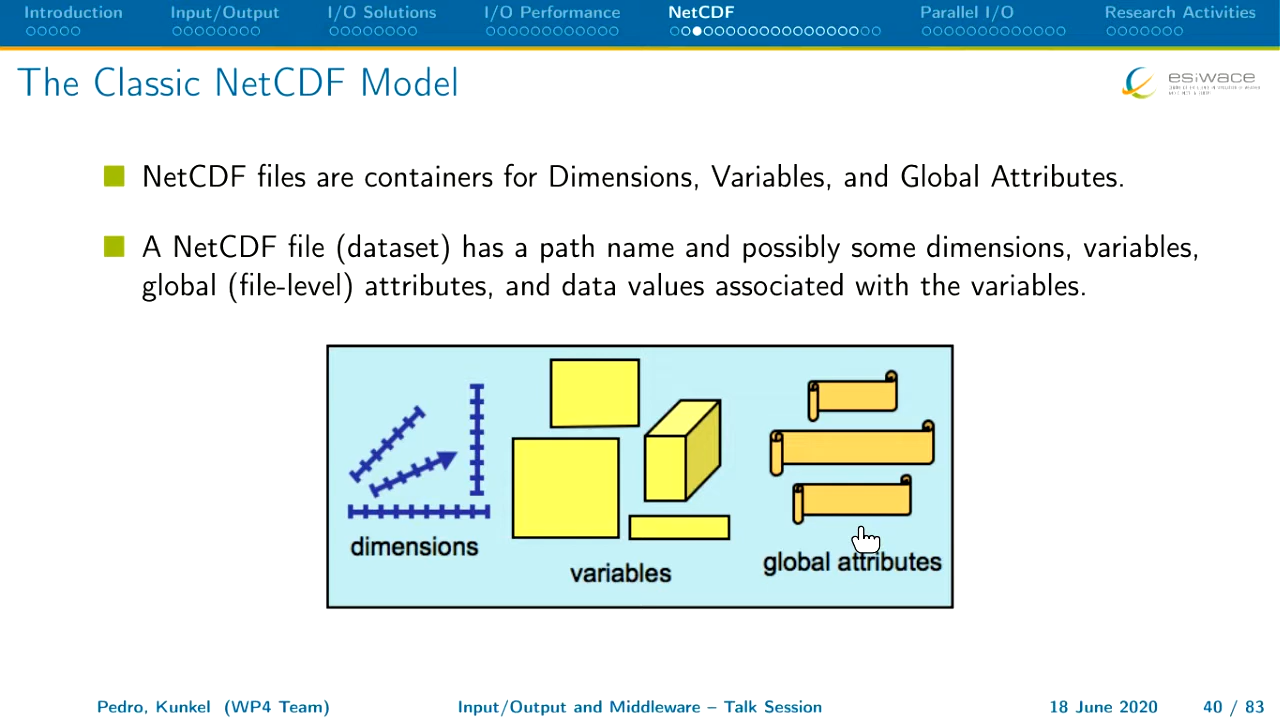 Introduction Input/Output I/O Solutions I/O Performance NetCDF Parallel I/O Research Activities
The Classic NetCDF Model
esiwace
NetCDF files are containers for Dimensions, Variables, and Global Attributes.
A NetCDF file (dataset) has a path name and possibly some dimensions, variables,
global (file-level) attributes, and data values associated with the variables.
dimensions
variables
global attributes
Pedro, Kunkel (WP4 Team) Input/Output and Middleware – Talk Session 18 June 2020 40 / 83